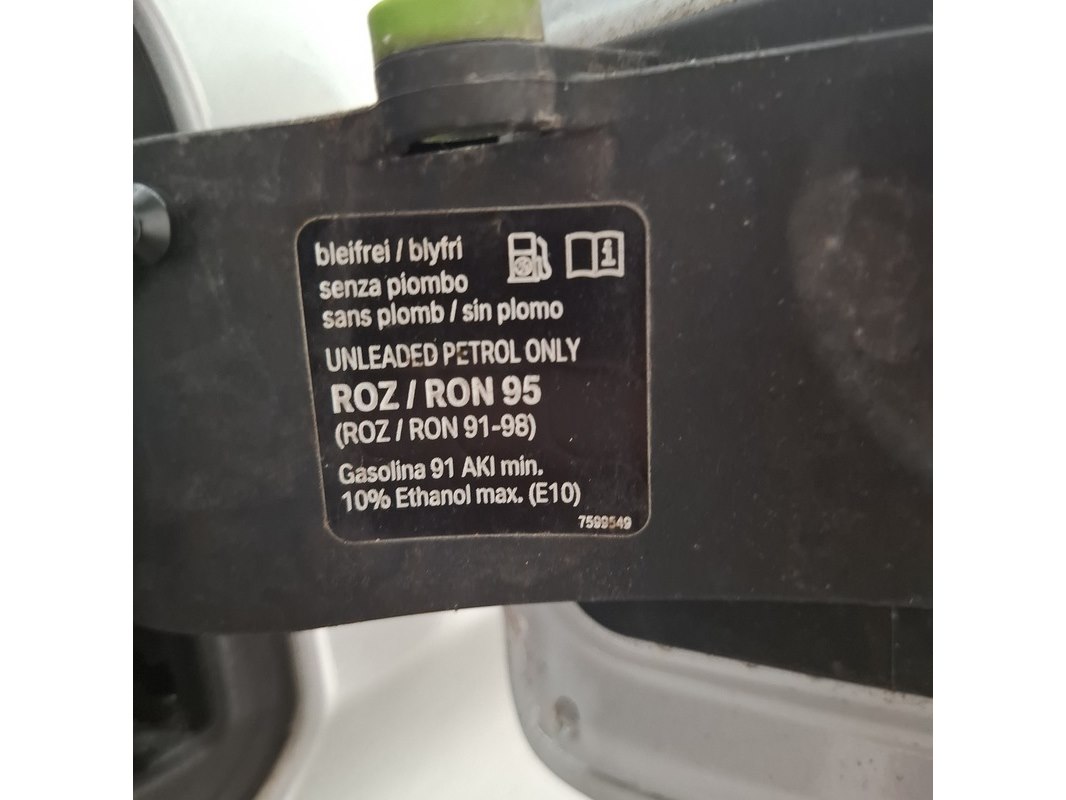 bleifrei / blyfri
senza piombo
sans plomb / sin plomo
UNLEADED PETROL ONLY
ROZ / RON 95
(ROZ / RON 91-98)
Gasolina 91 AKI min.
10% Ethanol max. (E10)
7599549